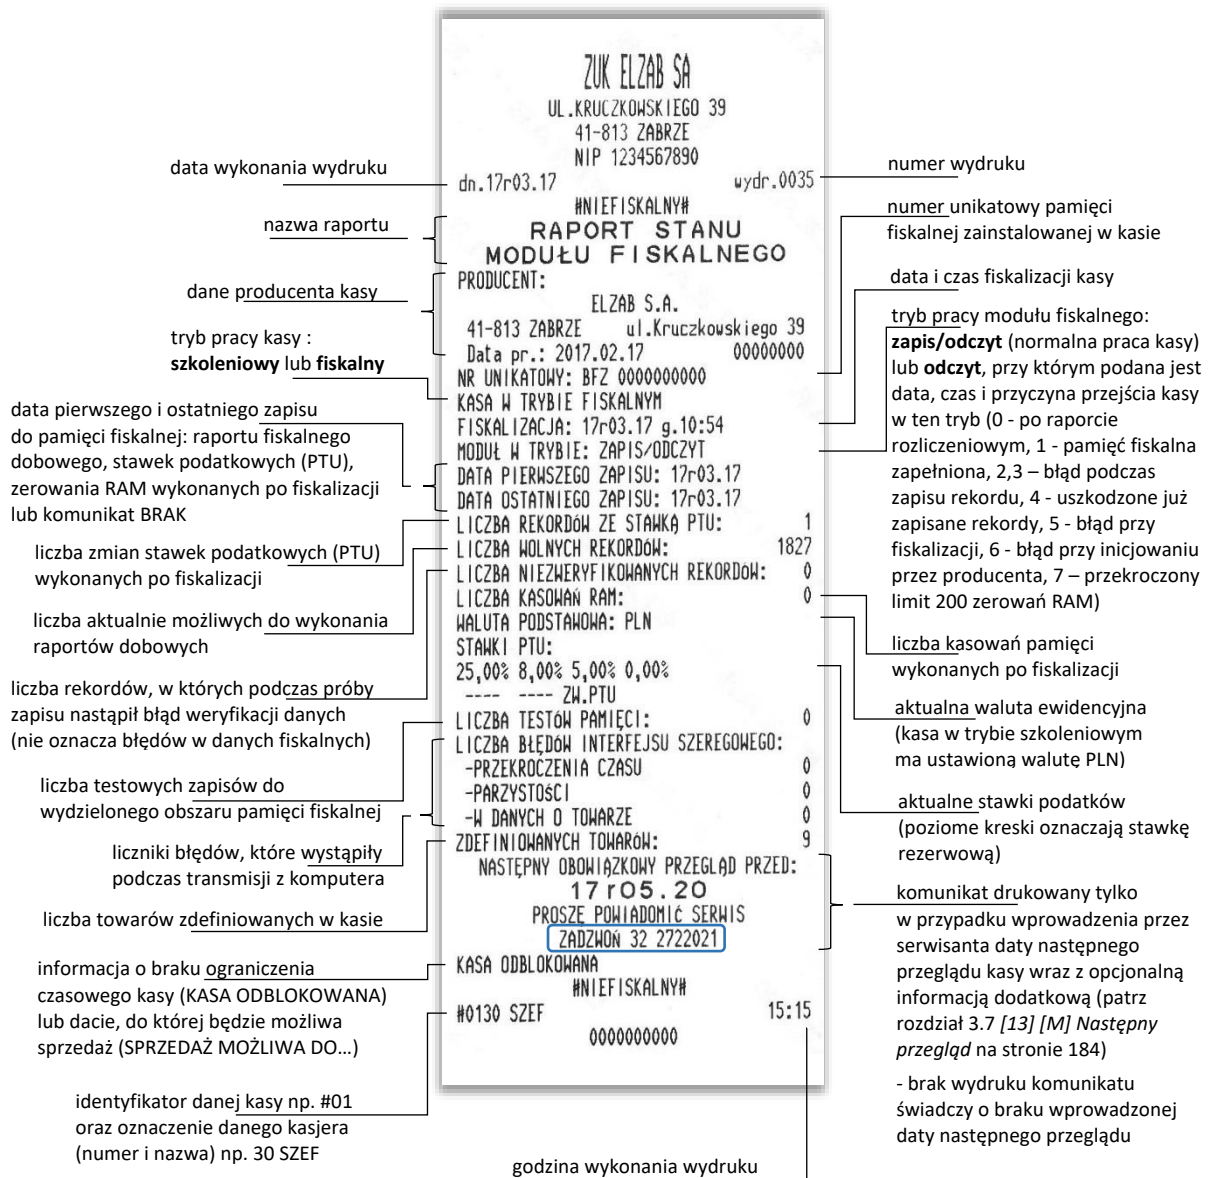 ZUK ELZAB SA
UL.KRUCZKOWSKIEGO 39
41-813 ZABRZE
NIP 1234567890
dn.17r03.17 wydr.0035
#NIEFISKALNY#
RAPORT STANU
MODUŁU FISKALNEGO
PRODUCENT:
ELZAB S.A.
41-813 ZABRZE ul.Kruczkowskiego 39
Data pr.: 2017.02.17 00000000
NR UNIKATOWY: BFZ 0000000000
KASA W TRYBIE FISKALNYM
FISKALIZACJA: 17r03.17 g.10:54
MODUŁ W TRYBIE: ZAPIS/ODCZYT
DATA PIERWSZEGO ZAPISU: 17r03.17
DATA OSTATNIEGO ZAPISU: 17r03.17
LICZBA REKORDÓW ZE STAWKĄ PTU: 1
LICZBA WOLNYCH REKORDÓW: 1827
LICZBA NIEZWERYFIKOWANYCH REKORDÓW: 0
LICZBA KASOWAŃ RAM: 0
WALUTA PODSTAWOWA: PLN
STAWKI PTU:
25,00% 8,00% 5,00% 0,00%
---- ---- ZW.PTU
LICZBA TESTÓW PAMIĘCI: 0
LICZBA BŁĘDÓW INTERFEJSU SZEREGOWEGO:
-PRZEKROCZENIA CZASU 0
-PARZYSTOŚCI 0
-W DANYCH O TOWARZE 0
ZDEFINIOWANYCH TOWARÓW: 9
NASTĘPNY OBOWIĄZKOWY PRZEGLĄD PRZED:
17r05.20
PROSZĘ POWIADOMIĆ SERWIS
ZADZWOŃ 32 2722021
KASA ODBLOKOWANA
#NIEFISKALNY#
#0130 SZEF 15:15
0000000000
data wykonania wydruku
nazwa raportu
dane producenta kasy
tryb pracy kasy :
szkoleniowy lub fiskalny
data pierwszego i ostatniego zapisu
do pamięci fiskalnej: raportu fiskalnego
dobowego, stawek podatkowych (PTU),
zerowania RAM wykonanych po fiskalizacji
lub komunikat BRAK
liczba zmian stawek podatkowych (PTU)
wykonanych po fiskalizacji
liczba aktualnie możliwych do wykonania
raportów dobowych
liczba rekordów, w których podczas próby
zapisu nastąpił błąd weryfikacji danych
(nie oznacza błędów w danych fiskalnych)
liczba testowych zapisów do
wydzielonego obszaru pamięci fiskalnej
liczniki błędów, które wystąpiły
podczas transmisji z komputera
liczba towarów zdefiniowanych w kasie
informacja o braku ograniczenia
czasowego kasy (KASA ODBLOKOWANA)
lub dacie, do której będzie możliwa
sprzedaż (SPRZEDAŻ MOŻLIWA DO...)
identyfikator danej kasy np. #01
oraz oznaczenie danego kasjera
(numer i nazwa) np. 30 SZEF
numer wydruku
numer unikatowy pamięci
fiskalnej zainstalowanej w kasie
data i czas fiskalizacji kasy
tryb pracy modułu fiskalnego:
zapis/odczyt (normalna praca kasy)
lub odczyt, przy którym podana jest
data, czas i przyczyna przejścia kasy
w ten tryb (0 - po raporcie
rozliczeniowym, 1 - pamięć fiskalna
zapełniona, 2,3 – błąd podczas
zapisu rekordu, 4 - uszkodzone już
zapisane rekordy, 5 - błąd przy
fiskalizacji, 6 - błąd przy inicjowaniu
przez producenta, 7 – przekroczony
limit 200 zerowań RAM)
liczba kasowań pamięci
wykonanych po fiskalizacji
aktualna waluta ewidencyjna
(kasa w trybie szkoleniowym
ma ustawioną walutę PLN)
aktualne stawki podatków
(poziome kreski oznaczają stawkę
rezerwową)
komunikat drukowany tylko
w przypadku wprowadzenia przez
serwisanta daty następnego
przeglądu kasy wraz z opcjonalną
informacją dodatkową (patrz
rozdział 3.7 [13] [M] Następny
przegląd na stronie 184)
- brak wydruku komunikatu
świadczy o braku wprowadzonej
daty następnego przeglądu
godzina wykonania wydruku